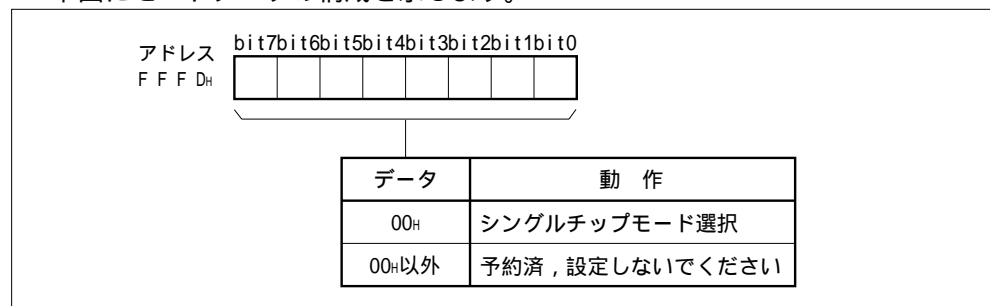 アドレス bit7bit6bit5bit4bit3bit2bit1bit0
FFFDH
データ 動 作
00H シングルチップモード選択
00H以外 予約済,設定しないでください